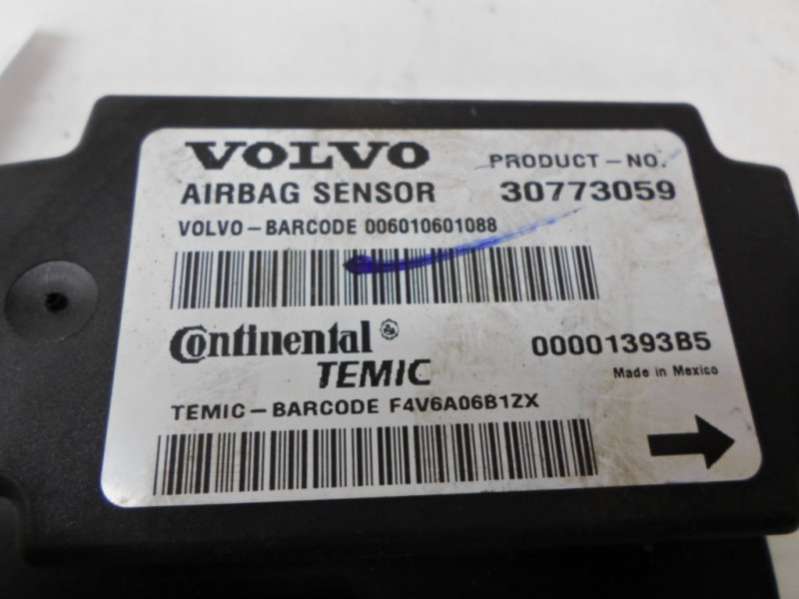 VOLVO PRODUCT-NO.
AIRBAG SENSOR 30773059
VOLVO-BARCODE 006010601088
Continental 00001393B5
TEMIC Made in Mexico
TEMIC-BARCODE F4V6A06B1ZX